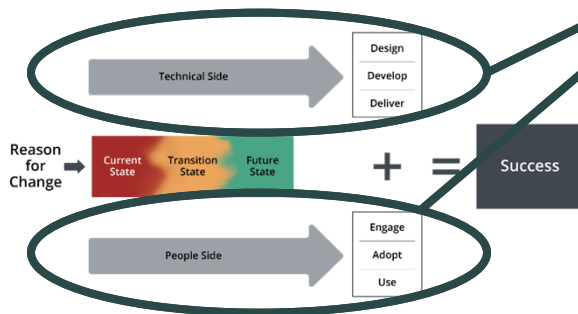 Technical Side
Design
Develop
Deliver
Reason
for
Change
Current
State
Transition
State
Future
State
+
=
Success
People Side
Engage
Adopt
Use